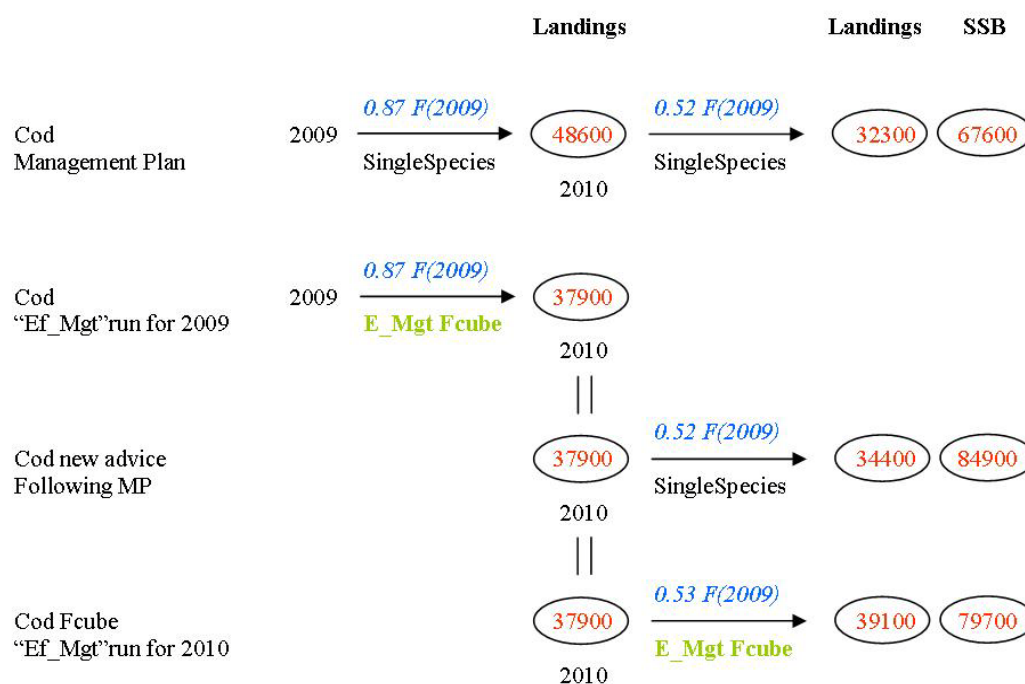 Landings Landings SSB
0.87 F(2009) 0.52 F(2009)
Cod 2009 48600 32300 67600
Management Plan SingleSpecies SingleSpecies
2010
0.87 F(2009)
Cod 2009 37900
“Ef_Mgt”run for 2009 E_Mgt Fcube
2010
0.52 F(2009)
Cod new advice 37900 34400 84900
Following MP SingleSpecies
2010
0.53 F(2009)
Cod Fcube 37900 39100 79700
“Ef_Mgt”run for 2010 E_Mgt Fcube
2010